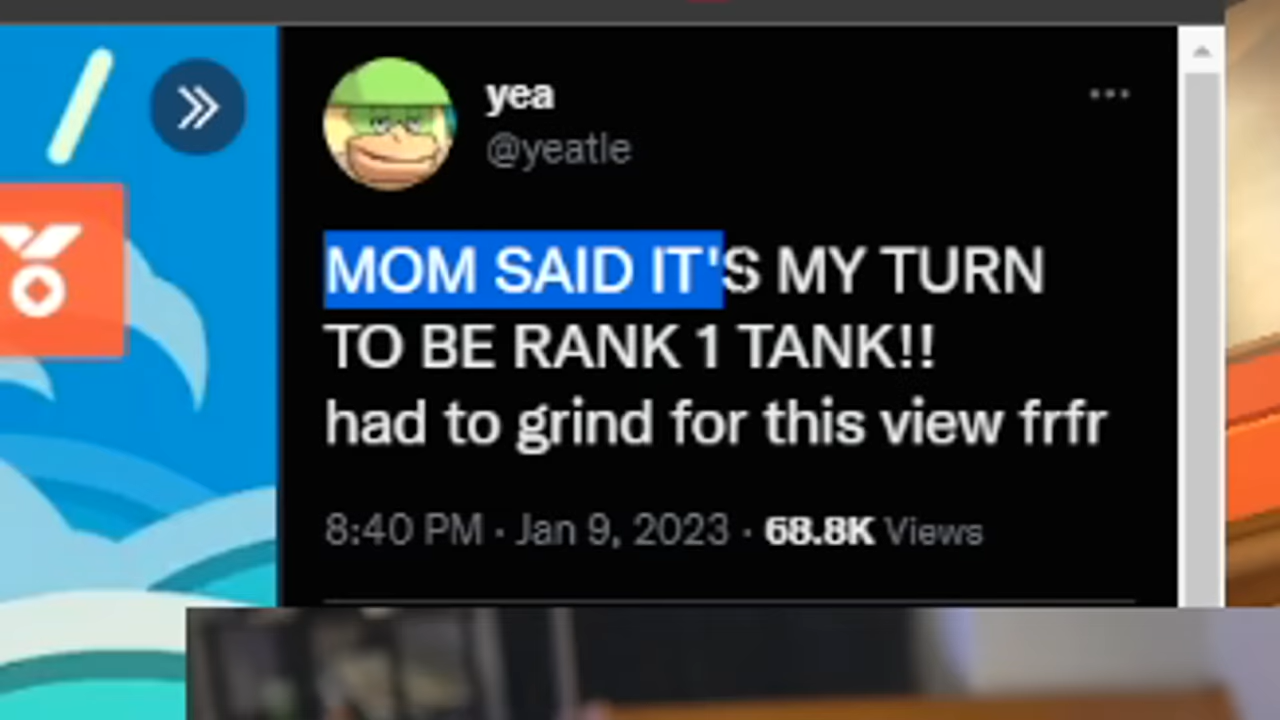 yea
@yeatle
MOM SAID IT'S MY TURN
TO BE RANK 1 TANK!!
had to grind for this view frfr
8:40 PM · Jan 9, 2023 · 68.8K Views